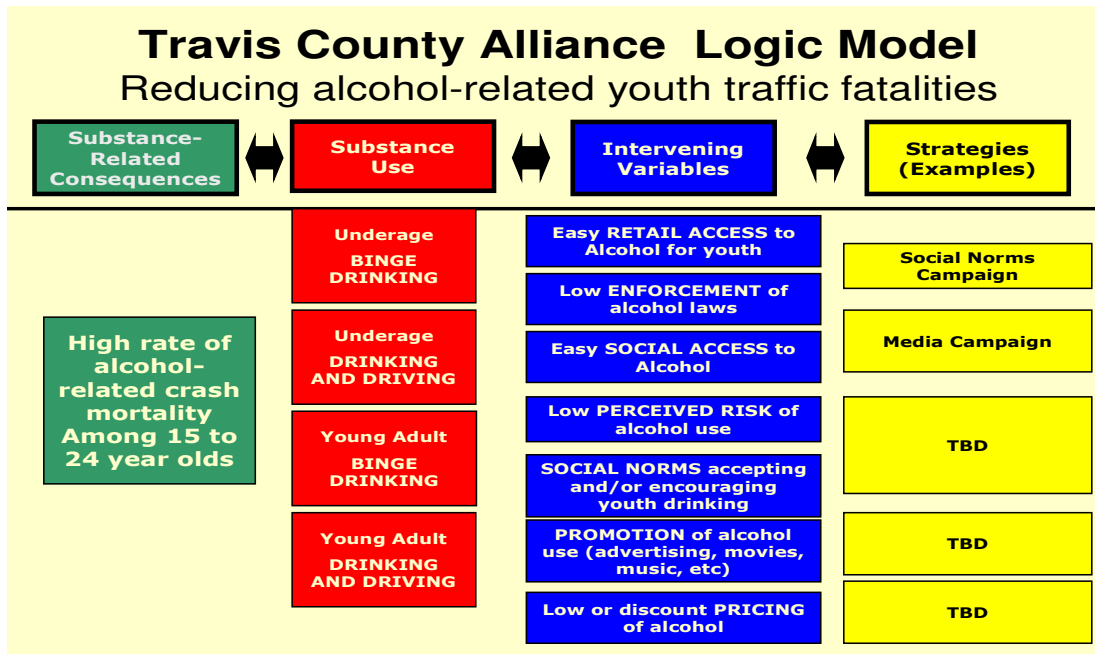 Travis County Alliance  Logic Model
Reducing alcohol-related youth traffic fatalities
Substance-
Related
Consequences
Substance
Use
Intervening
Variables
Strategies
(Examples)
High rate of
alcohol-
related crash
mortality
Among 15 to
24 year olds
Underage
BINGE
DRINKING
Underage
DRINKING
AND DRIVING
Young Adult
BINGE
DRINKING
Young Adult
DRINKING
AND DRIVING
Easy RETAIL ACCESS to
Alcohol for youth
Low ENFORCEMENT of
alcohol laws
Easy SOCIAL ACCESS to
Alcohol
Low PERCEIVED RISK of
alcohol use
SOCIAL NORMS accepting
and/or encouraging
youth drinking
PROMOTION of alcohol
use (advertising, movies,
music, etc)
Low or discount PRICING
of alcohol
Social Norms
Campaign
Media Campaign
TBD
TBD
TBD